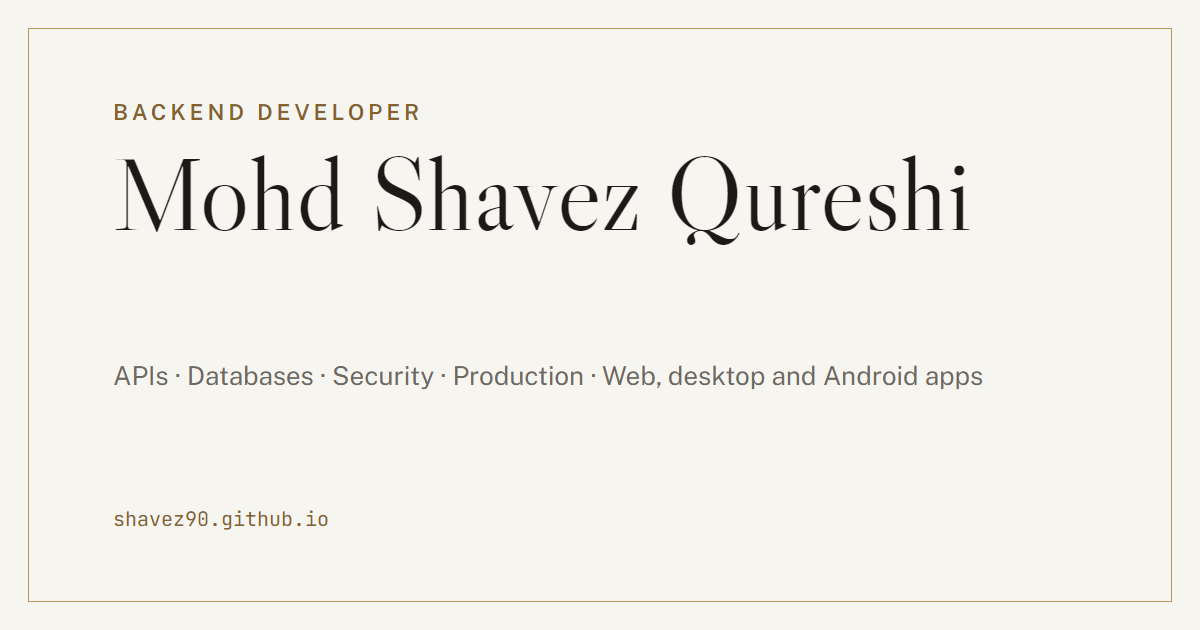 BACKEND DEVELOPER
Mohd Shavez Qureshi
APIs · Databases · Security · Production · Web, desktop and Android apps
shavez90.github.io